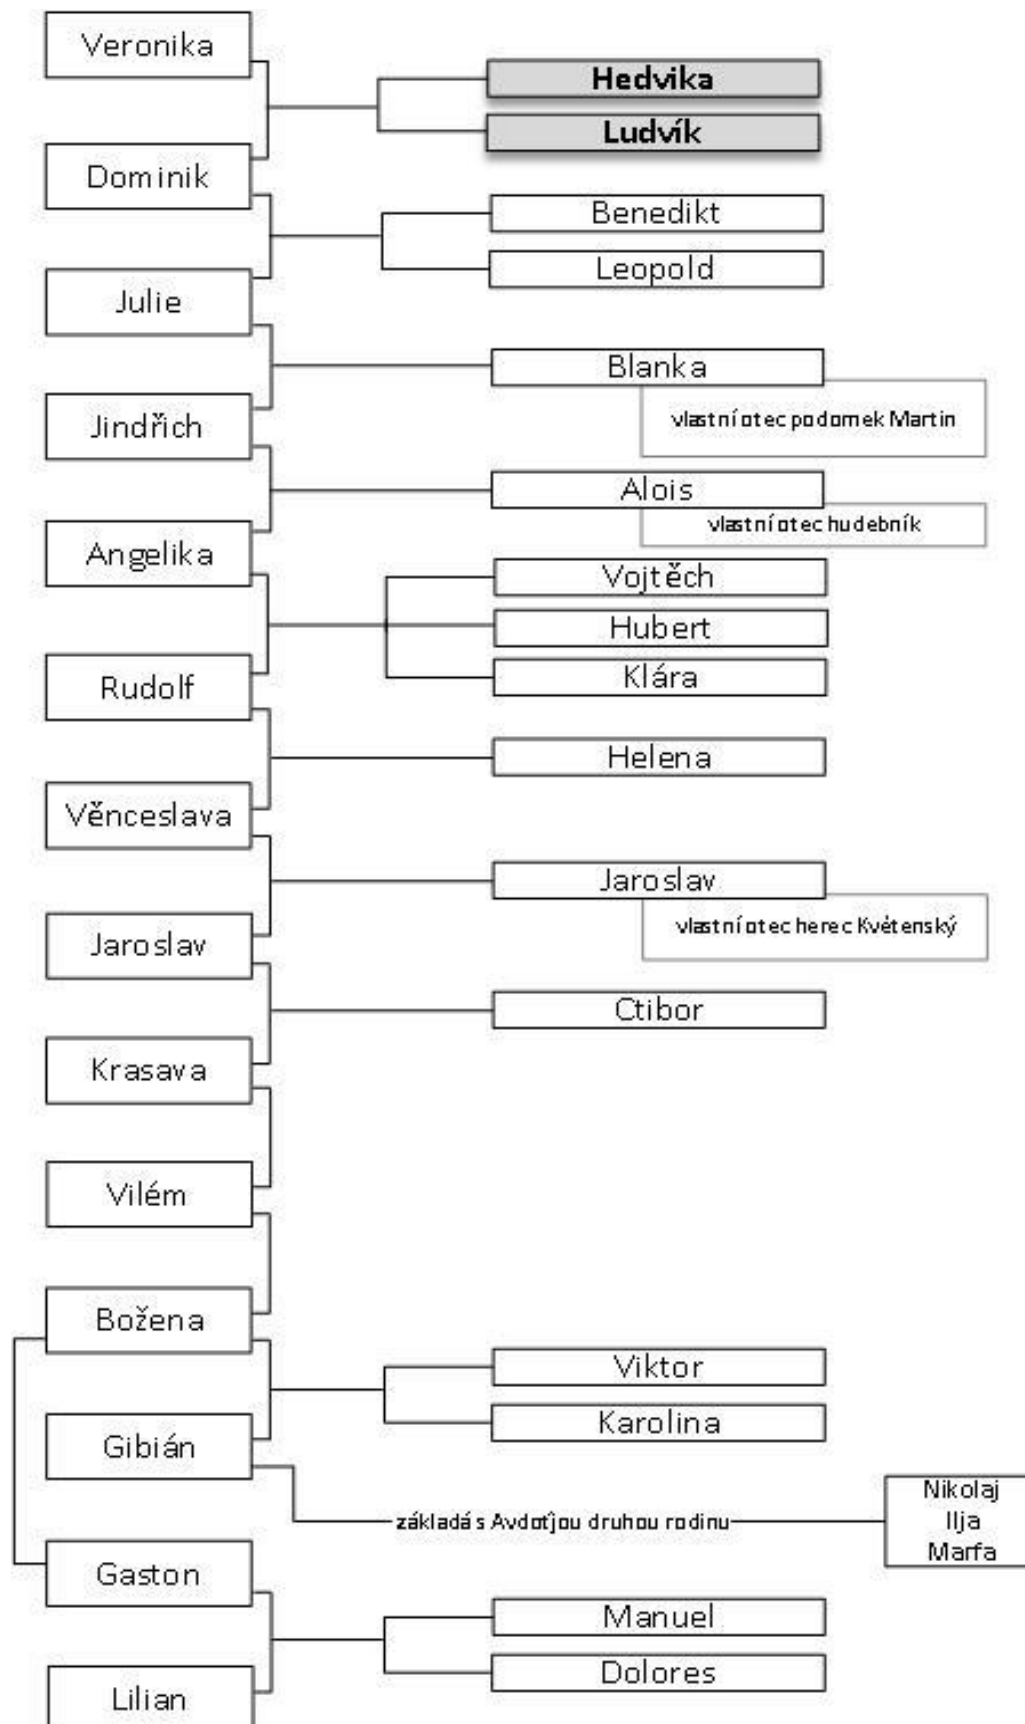 Veronika
Hedvika
Ludvík
Dominik
Benedikt
Leopold
Julie
Blanka
vlastní otec podomek Martin
Jindřich
Alois
vlastní otec hudebník
Angelika
Vojtěch
Hubert
Klára
Rudolf
Helena
Věnceslava
Jaroslav
vlastní otec herec Květenský
Jaroslav
Ctibor
Krasava
Vilém
Božena
Viktor
Karolina
Gibián
základá s Avdoťjou druhou rodinu
Nikolaj
Ilja
Marfa
Gaston
Manuel
Dolores
Lilian